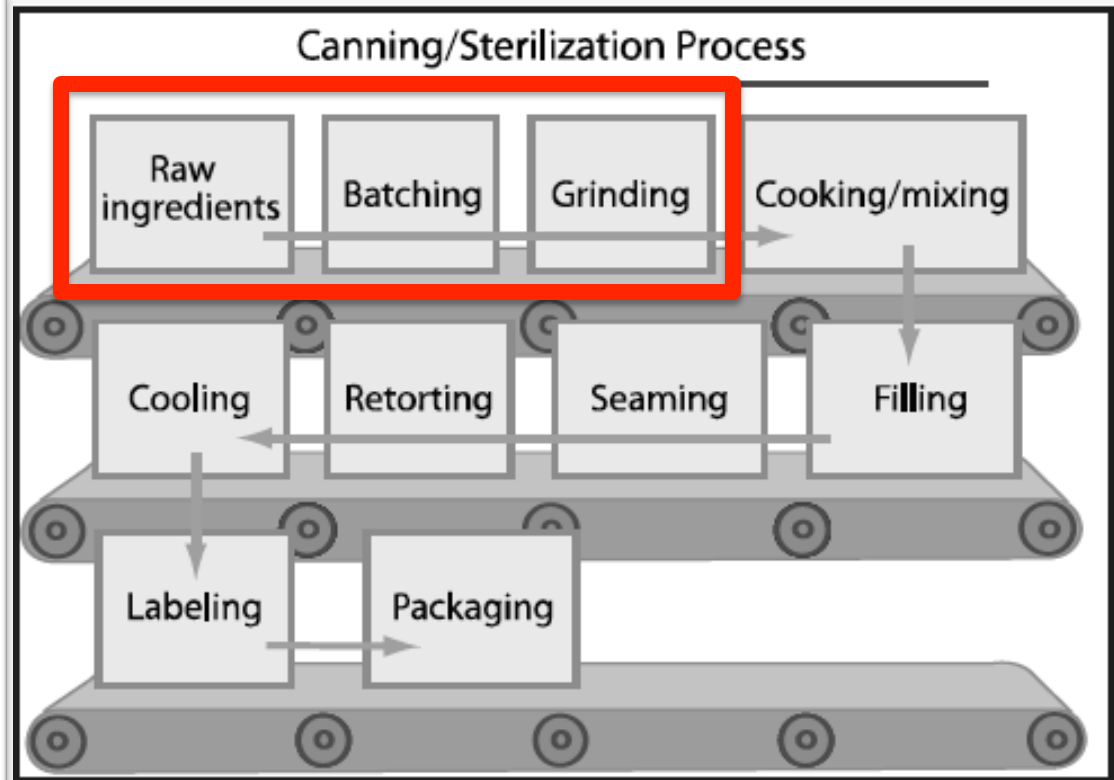 Canning/Sterilization Process
Raw
ingredients
Batching
Grinding
Cooking/mixing
Cooling
Retorting
Seaming
Filling
Labeling
Packaging